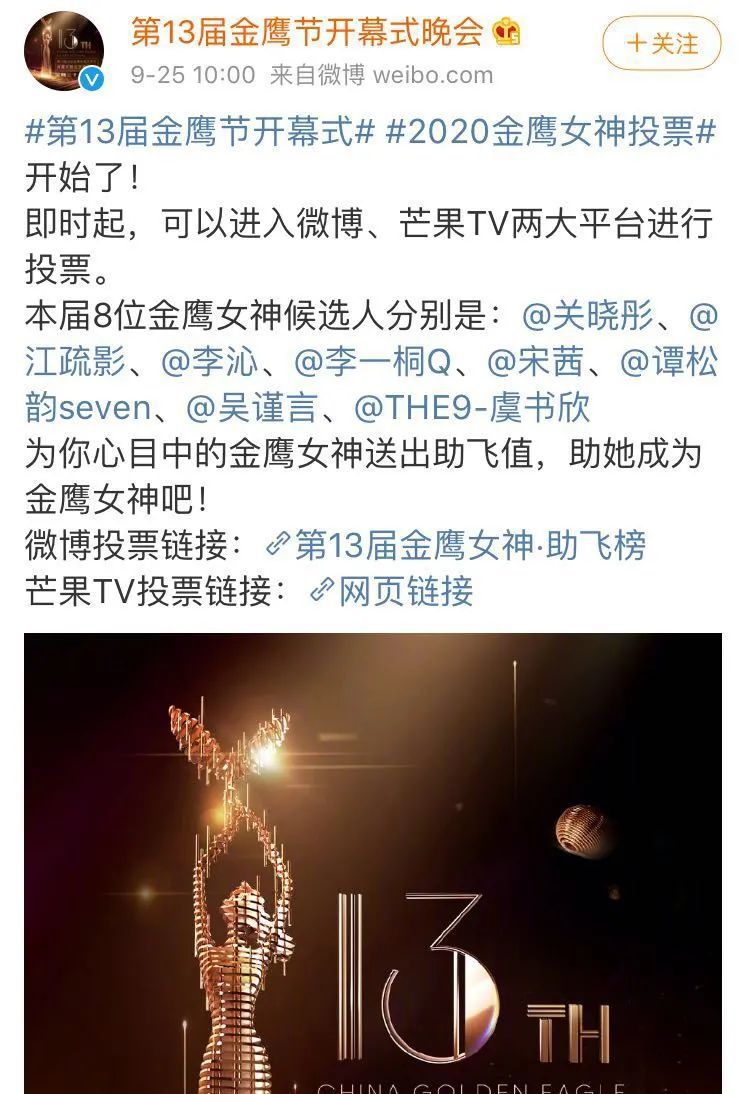 第13届金鹰节开幕式晚会
+关注
9-25 10:00 来自微博 weibo.com
#第13届金鹰节开幕式# #2020金鹰女神投票#
开始了！
即时起，可以进入微博、芒果TV两大平台进行
投票。
本届8位金鹰女神候选人分别是：@关晓彤、@
江疏影、@李沁、@李一桐Q、@宋茜、@谭松
韵seven、@吴谨言、@THE9-虞书欣
为你心目中的金鹰女神送出助飞值，助她成为
金鹰女神吧！
微博投票链接：第13届金鹰女神·助飞榜
芒果TV投票链接：网页链接
13TH
CHINA GOLDEN EAGLE